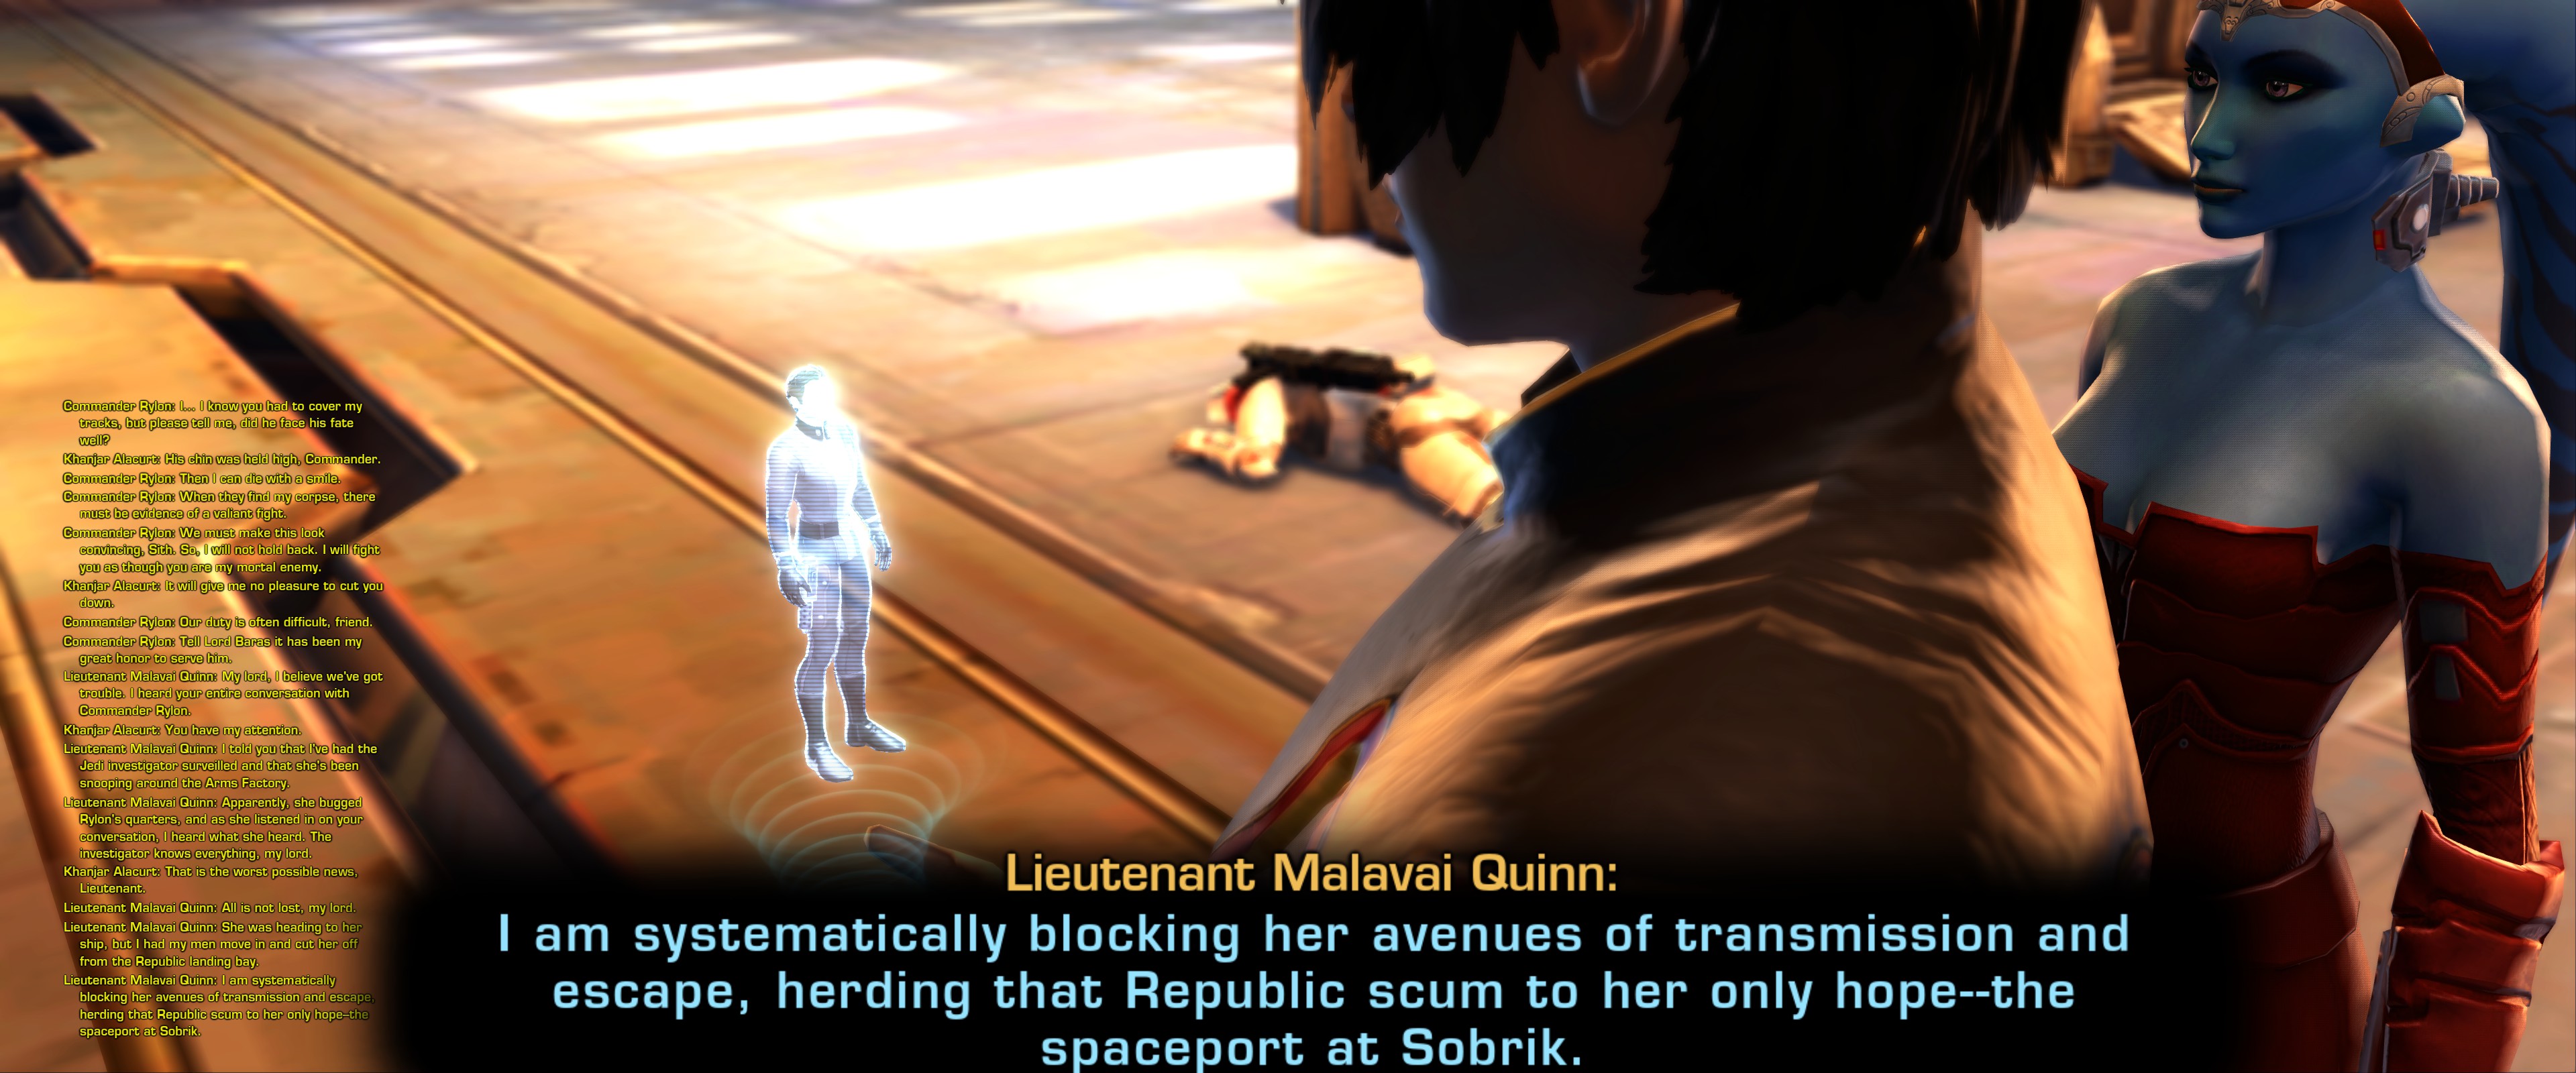 Commander Rylon: I... I know you had to cover my
tracks, but please tell me, did he face his fate
well?
Khanjar Alacurt: His chin was held high, Commander.
Commander Rylon: Then I can die with a smile.
Commander Rylon: When they find my corpse, there
must be evidence of a valiant fight.
Commander Rylon: We must make this look
convincing, Sith. So, I will not hold back. I will fight
you as though you are my mortal enemy.
Khanjar Alacurt: It will give me no pleasure to cut you
down.
Commander Rylon: Our duty is often difficult, friend.
Commander Rylon: Tell Lord Baras it has been my
great honor to serve him.
Lieutenant Malavai Quinn: My lord, I believe we've got
trouble. I heard your entire conversation with
Commander Rylon.
Khanjar Alacurt: You have my attention.
Lieutenant Malavai Quinn: I told you that I've had the
Jedi investigator surveilled and that she's been
snooping around the Arms Factory.
Lieutenant Malavai Quinn: Apparently, she bugged
Rylon's quarters, and as she listened in on your
conversation, I heard what she heard. The
investigator knows everything, my lord.
Khanjar Alacurt: That is the worst possible news,
Lieutenant.
Lieutenant Malavai Quinn: All is not lost, my lord.
Lieutenant Malavai Quinn: She was heading to her
ship, but I had my men move in and cut her off
from the Republic landing bay.
Lieutenant Malavai Quinn: I am systematically
blocking her avenues of transmission and escape,
herding that Republic scum to her only hope--the
spaceport at Sobrik.
Lieutenant Malavai Quinn:
I am systematically blocking her avenues of transmission and
escape, herding that Republic scum to her only hope--the
spaceport at Sobrik.